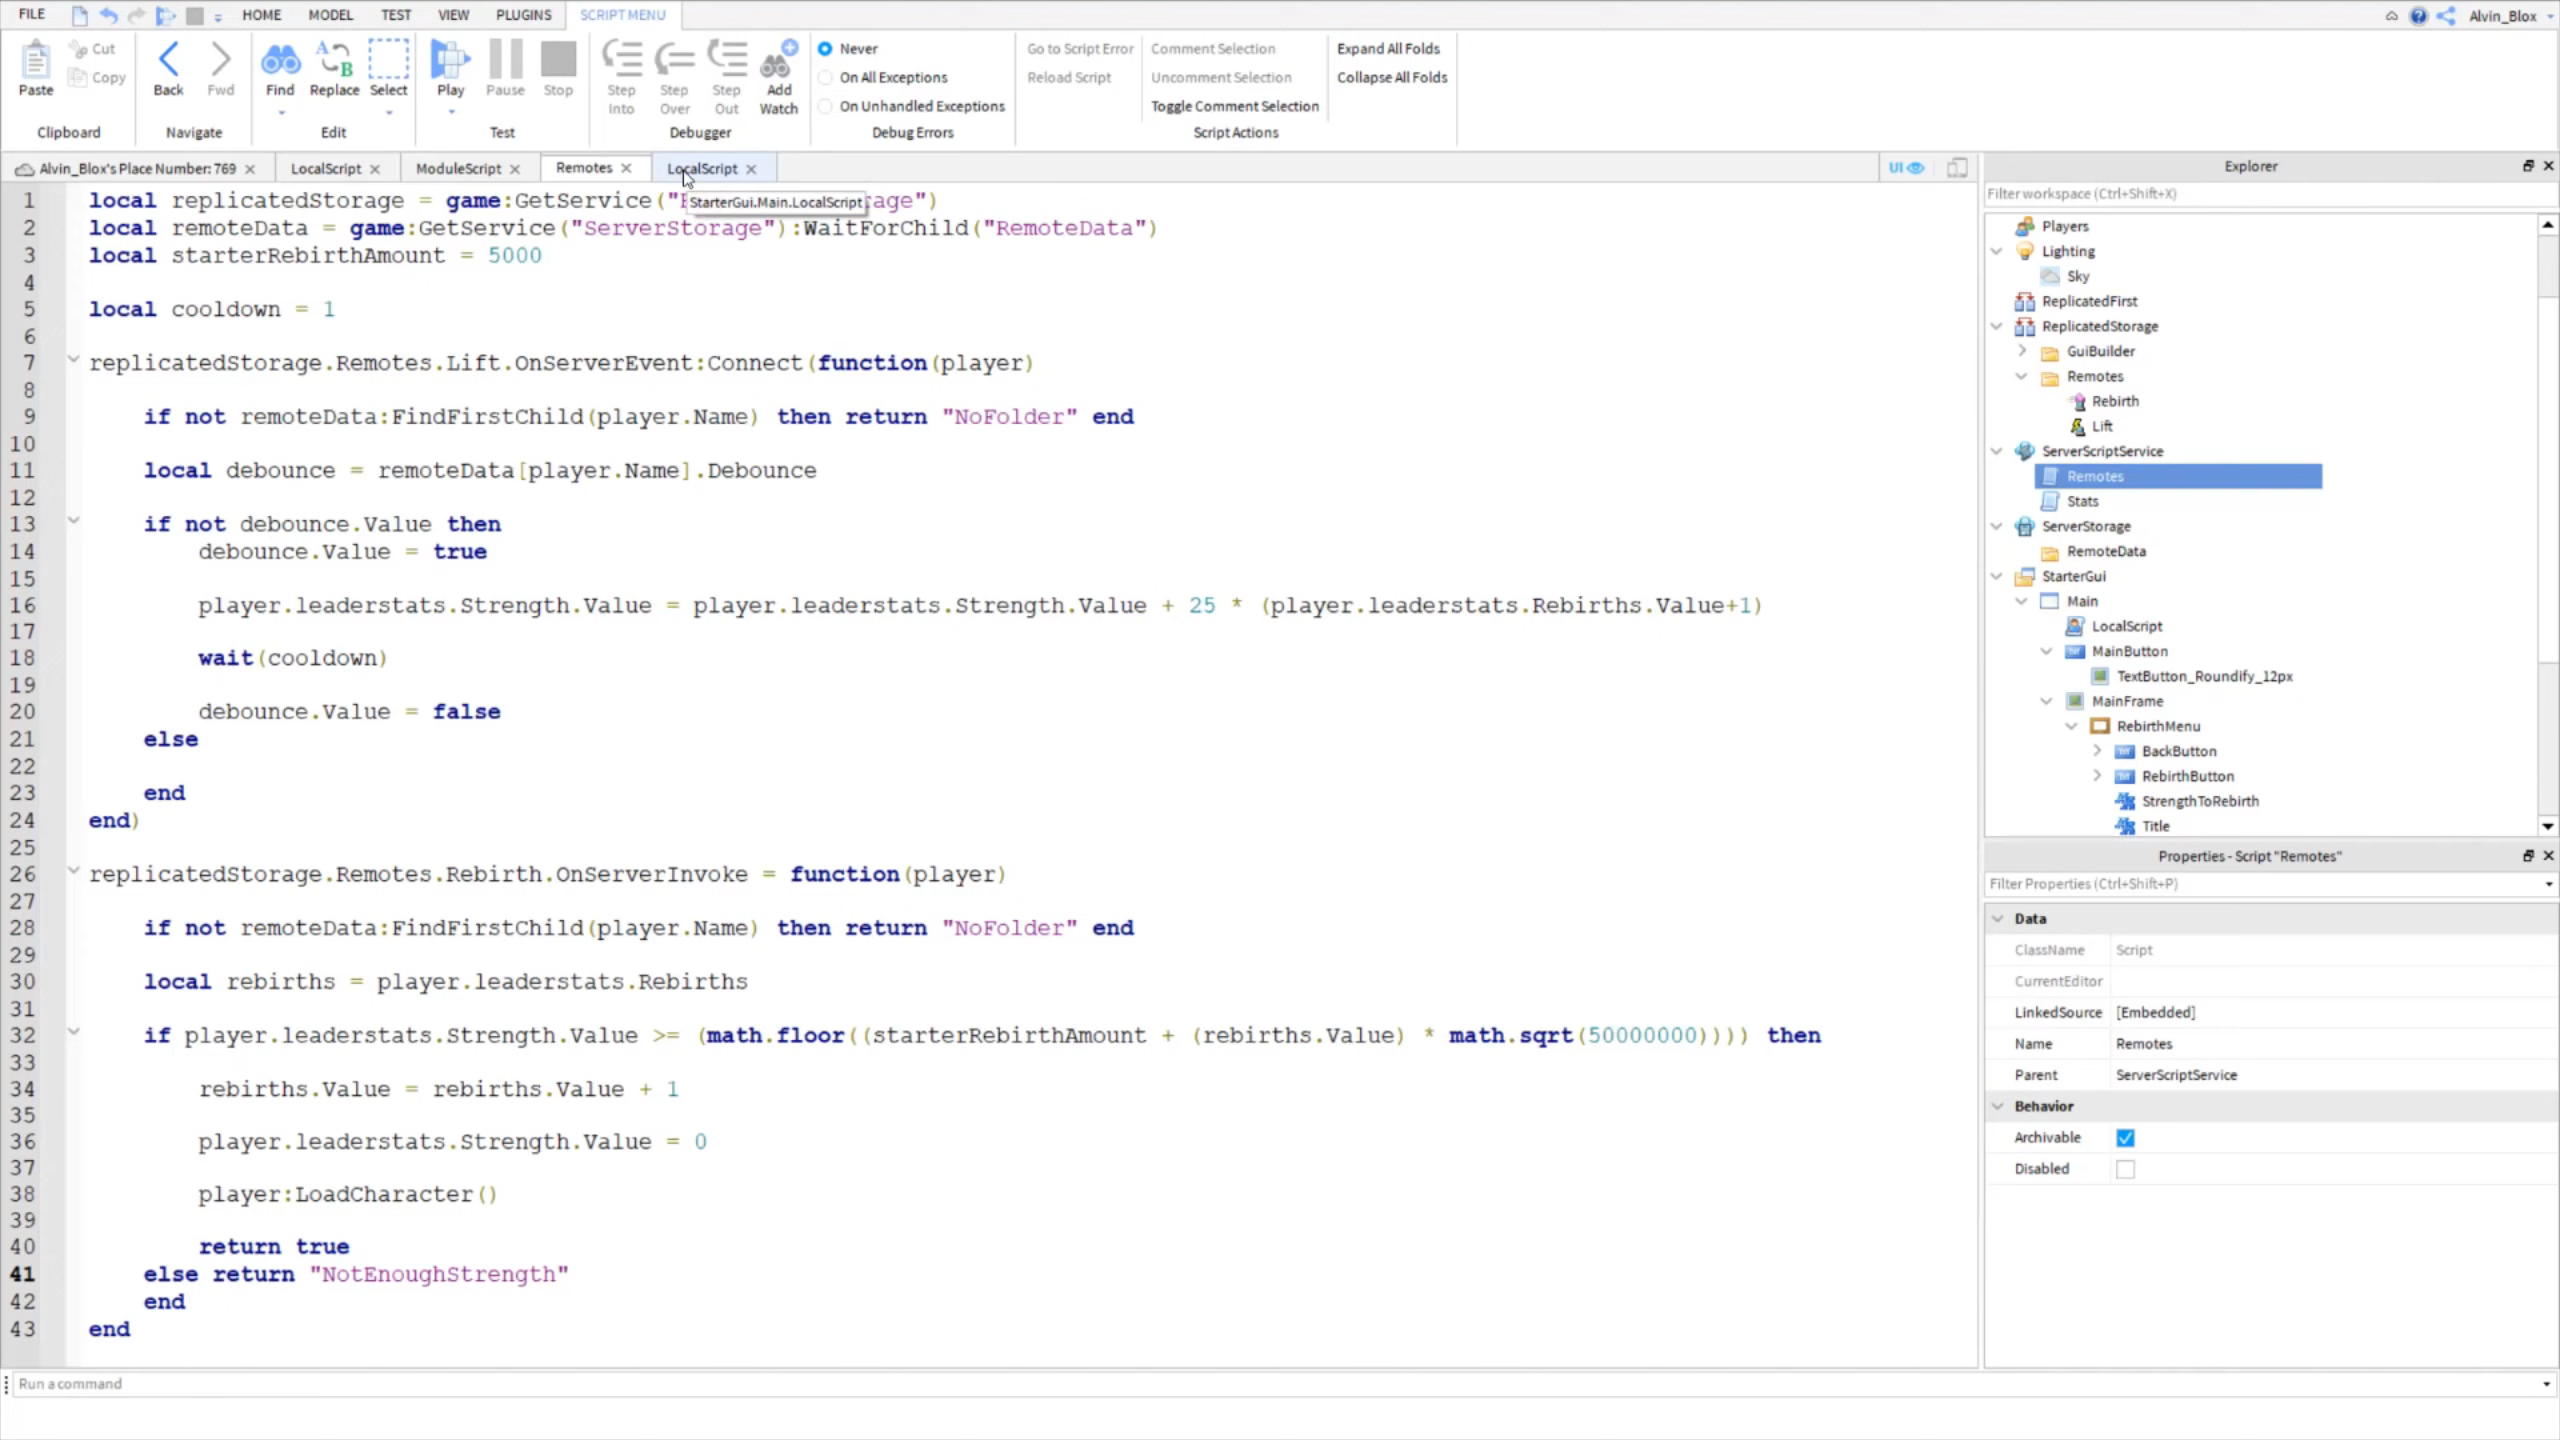 FILE HOME MODEL TEST VIEW PLUGINS SCRIPT MENU Alvin_Blox
Paste Cut Copy Back Fwd Find Replace Select Play Pause Stop Step Into Step Over Step Out Add Watch
Never
On All Exceptions
On Unhandled Exceptions
Go to Script Error
Reload Script
Comment Selection
Uncomment Selection
Toggle Comment Selection
Expand All Folds
Collapse All Folds
Clipboard Navigate Edit Test Debugger Debug Errors Script Actions
Alvin_Blox's Place Number: 769 LocalScript ModuleScript Remotes LocalScript UI
StarterGui.Main.LocalScript
1 local replicatedStorage = game:GetService(" rage")
2 local remoteData = game:GetService("ServerStorage"):WaitForChild("RemoteData")
3 local starterRebirthAmount = 5000
4
5 local cooldown = 1
6
7 replicatedStorage.Remotes.Lift.OnServerEvent:Connect(function(player)
8
9 if not remoteData:FindFirstChild(player.Name) then return "NoFolder" end
10
11 local debounce = remoteData[player.Name].Debounce
12
13 if not debounce.Value then
14 debounce.Value = true
15
16 player.leaderstats.Strength.Value = player.leaderstats.Strength.Value + 25 * (player.leaderstats.Rebirths.Value+1)
17
18 wait(cooldown)
19
20 debounce.Value = false
21 else
22
23 end
24 end)
25
26 replicatedStorage.Remotes.Rebirth.OnServerInvoke = function(player)
27
28 if not remoteData:FindFirstChild(player.Name) then return "NoFolder" end
29
30 local rebirths = player.leaderstats.Rebirths
31
32 if player.leaderstats.Strength.Value >= (math.floor((starterRebirthAmount + (rebirths.Value) * math.sqrt(50000000)))) then
33
34 rebirths.Value = rebirths.Value + 1
35
36 player.leaderstats.Strength.Value = 0
37
38 player:LoadCharacter()
39
40 return true
41 else return "NotEnoughStrength"
42 end
43 end
Run a command
Explorer
Filter workspace (Ctrl+Shift+X)
Players
Lighting
Sky
ReplicatedFirst
ReplicatedStorage
GuiBuilder
Remotes
Rebirth
Lift
ServerScriptService
Remotes
Stats
ServerStorage
RemoteData
StarterGui
Main
LocalScript
MainButton
TextButton_Roundify_12px
MainFrame
RebirthMenu
BackButton
RebirthButton
StrengthToRebirth
Title
Properties - Script "Remotes"
Filter Properties (Ctrl+Shift+P)
Data
ClassName Script
CurrentEditor
LinkedSource [Embedded]
Name Remotes
Parent ServerScriptService
Behavior
Archivable
Disabled